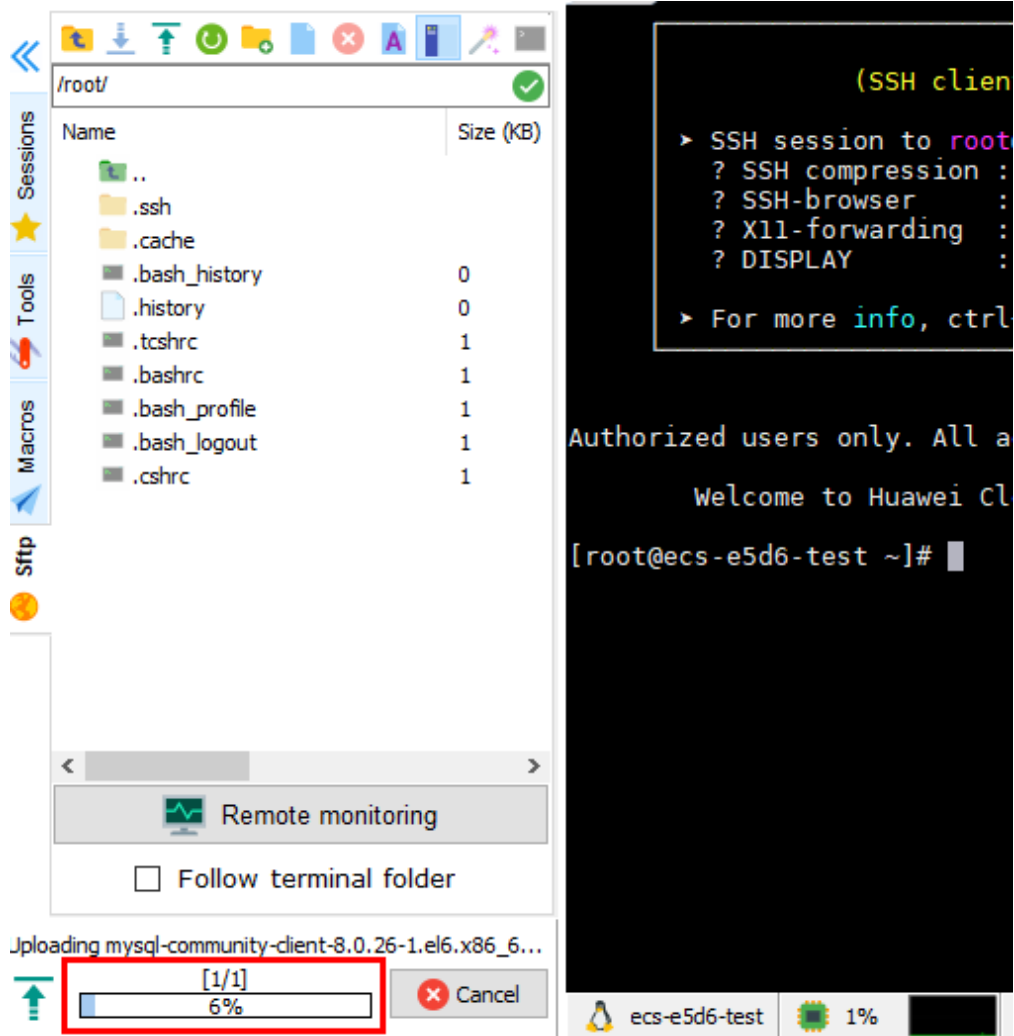 /root/
Name Size (KB)
..
.ssh
.cache
.bash_history 0
.history 0
.tcshrc 1
.bashrc 1
.bash_profile 1
.bash_logout 1
.cshrc 1
Sessions
Tools
Macros
Sftp
Remote monitoring
Follow terminal folder
Uploading mysql-community-client-8.0.26-1.el6.x86_6...
[1/1]
6%
Cancel
(SSH clien
➤ SSH session to root
? SSH compression :
? SSH-browser :
? X11-forwarding :
? DISPLAY :
➤ For more info, ctrl
Authorized users only. All a
Welcome to Huawei Cl
[root@ecs-e5d6-test ~]#
ecs-e5d6-test 1%